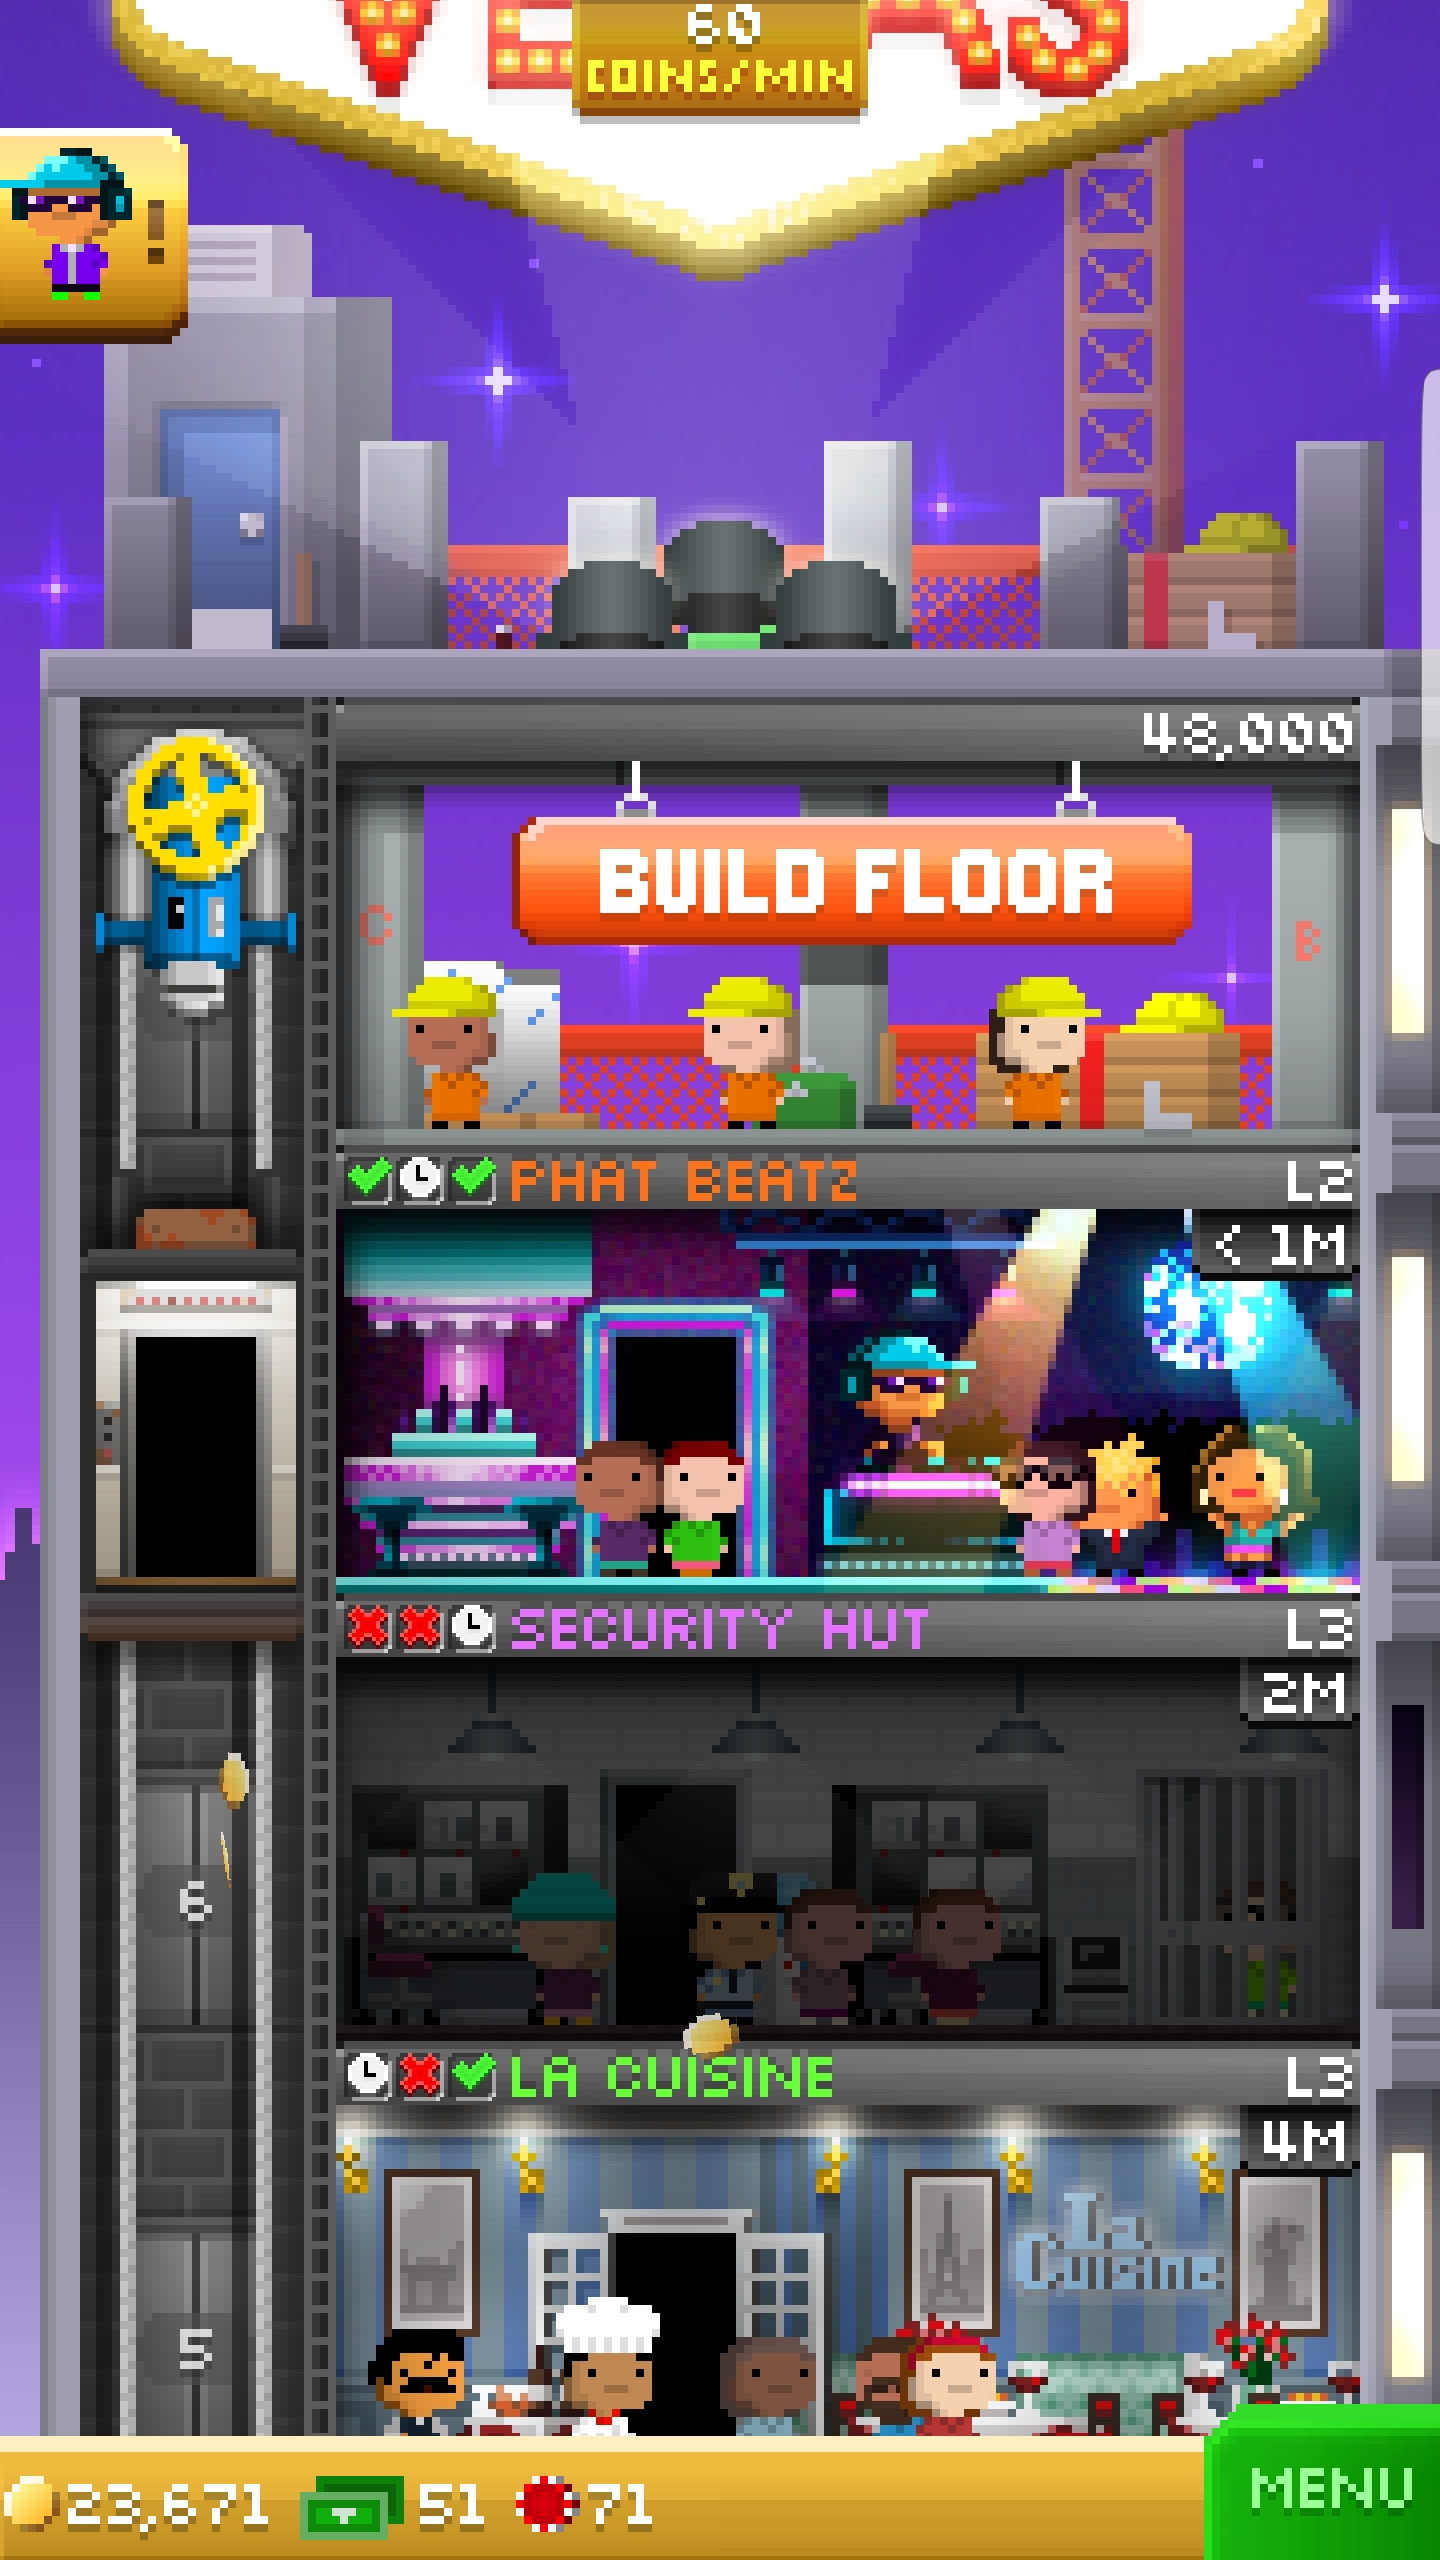 60
COINS/MIN
!
48,000
BUILD FLOOR
C
B
PHAT BEATZ L2
< 1M
SECURITY HUT L3
2M
6
LA CUISINE L3
4M
La
Cuisine
5
23,671 51 71
MENU